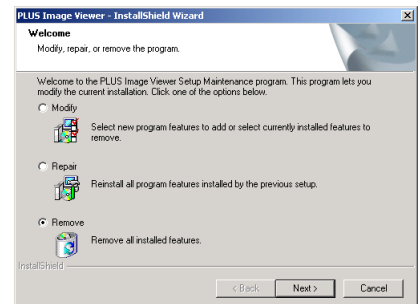 PLUS Image Viewer - InstallShield Wizard
Welcome
Modify, repair, or remove the program.
Welcome to the PLUS Image Viewer Setup Maintenance program. This program lets you
modify the current installation. Click one of the options below.
Modify
Select new program features to add or select currently installed features to
remove.
Repair
Reinstall all program features installed by the previous setup.
Remove
Remove all installed features.
InstallShield
< Back
Next >
Cancel